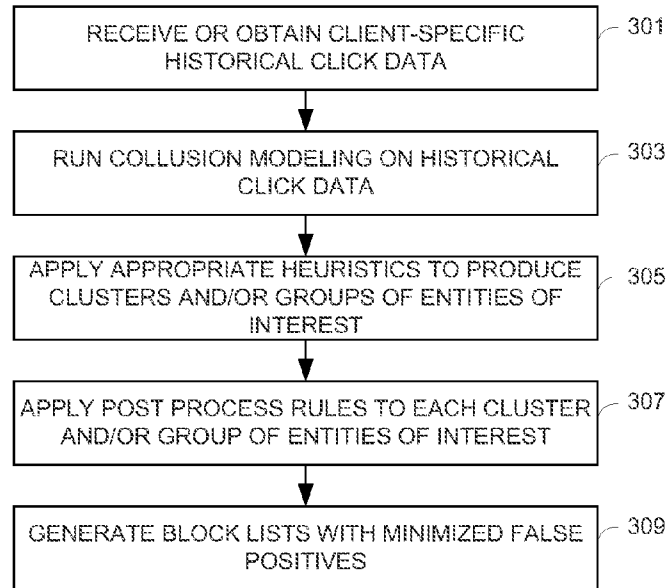 RECEIVE OR OBTAIN CLIENT-SPECIFIC
HISTORICAL CLICK DATA
301
RUN COLLUSION MODELING ON HISTORICAL
CLICK DATA
303
APPLY APPROPRIATE HEURISTICS TO PRODUCE
CLUSTERS AND/OR GROUPS OF ENTITIES OF
INTEREST
305
APPLY POST PROCESS RULES TO EACH CLUSTER
AND/OR GROUP OF ENTITIES OF INTEREST
307
GENERATE BLOCK LISTS WITH MINIMIZED FALSE
POSITIVES
309